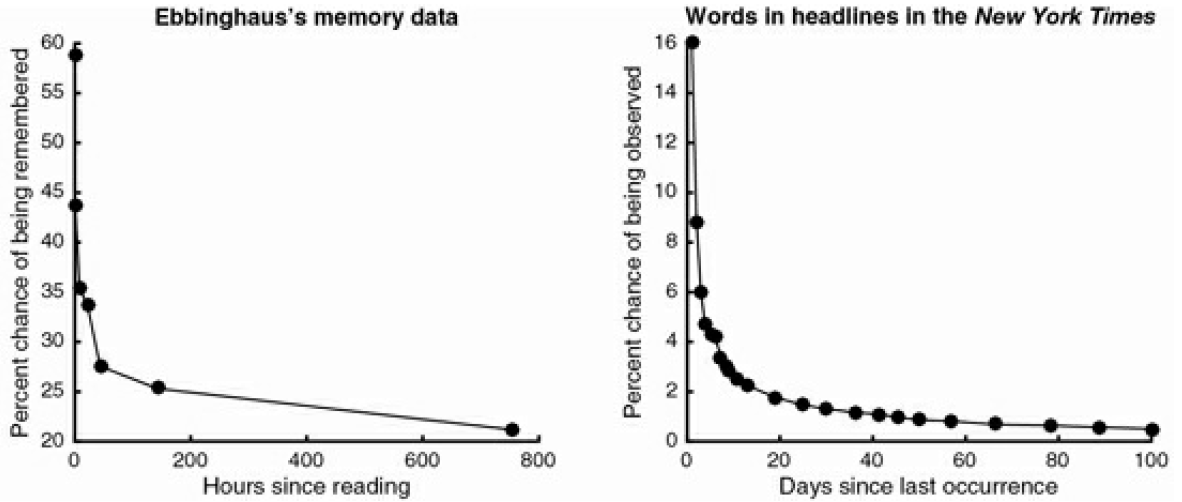 Ebbinghaus's memory data
Percent chance of being remembered
60
55
50
45
40
35
30
25
20
0 200 400 600 800
Hours since reading
Words in headlines in the New York Times
Percent chance of being observed
16
14
12
10
8
6
4
2
0
0 20 40 60 80 100
Days since last occurrence